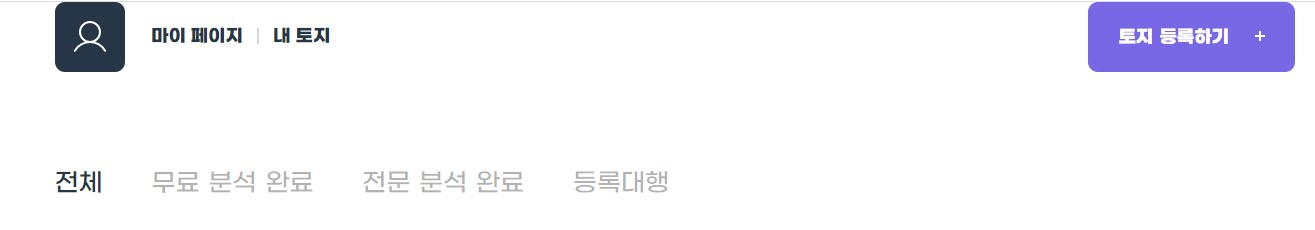 마이 페이지 | 내 토지
토지 등록하기 +
전체 무료 분석 완료 전문 분석 완료 등록대행